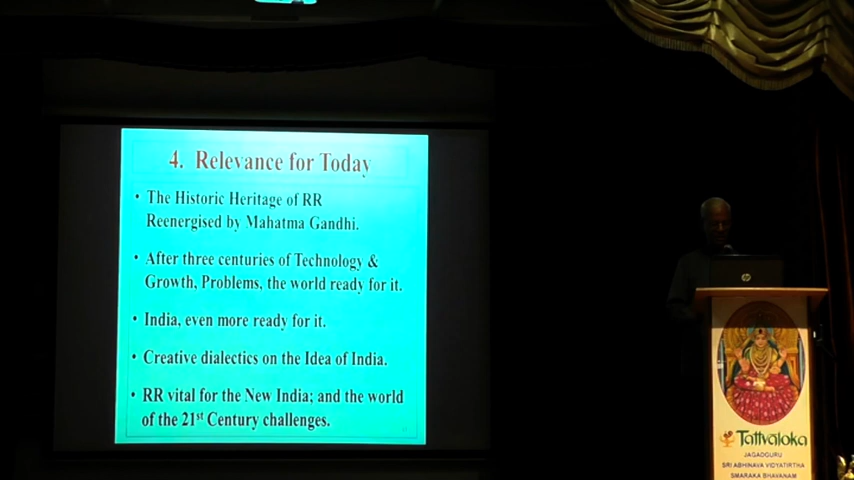 4. Relevance for Today
• The Historic Heritage of RR
Reenergised by Mahatma Gandhi.
• After three centuries of Technology &
Growth, Problems, the world ready for it.
• India, even more ready for it.
• Creative dialectics on the Idea of India.
• RR vital for the New India; and the world
of the 21st Century challenges.
hp
Tattvāloka
JAGADGURU
SRI ABHINAVA VIDYATIRTHA
SMARAKA BHAVANAM